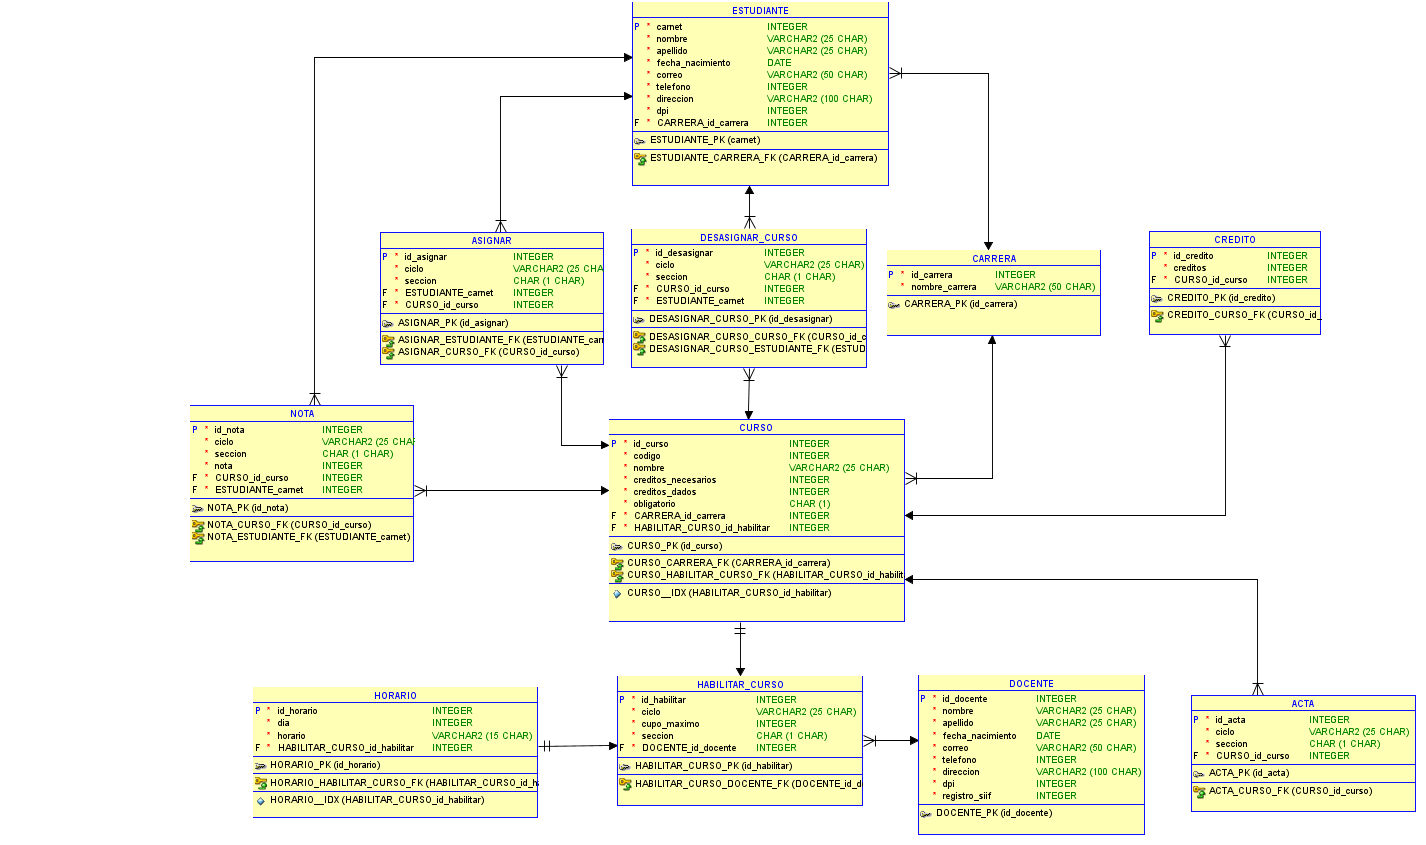 ESTUDIANTE
P * carnet INTEGER
* nombre VARCHAR2 (25 CHAR)
* apellido VARCHAR2 (25 CHAR)
* fecha_nacimiento DATE
* correo VARCHAR2 (50 CHAR)
* telefono INTEGER
* direccion VARCHAR2 (100 CHAR)
* dpi INTEGER
F * CARRERA_id_carrera INTEGER
ESTUDIANTE_PK (carnet)
ESTUDIANTE_CARRERA_FK (CARRERA_id_carrera)
ASIGNAR
P * id_asignar INTEGER
* ciclo VARCHAR2 (25 CHA
* seccion CHAR (1 CHAR)
F * ESTUDIANTE_carnet INTEGER
F * CURSO_id_curso INTEGER
ASIGNAR_PK (id_asignar)
ASIGNAR_ESTUDIANTE_FK (ESTUDIANTE_car
ASIGNAR_CURSO_FK (CURSO_id_curso)
DESASIGNAR_CURSO
P * id_desasignar INTEGER
* ciclo VARCHAR2 (25 CHAR)
* seccion CHAR (1 CHAR)
F * CURSO_id_curso INTEGER
F * ESTUDIANTE_carnet INTEGER
DESASIGNAR_CURSO_PK (id_desasignar)
DESASIGNAR_CURSO_CURSO_FK (CURSO_id_c
DESASIGNAR_CURSO_ESTUDIANTE_FK (ESTUD
CARRERA
P * id_carrera INTEGER
* nombre_carrera VARCHAR2 (50 CHAR)
CARRERA_PK (id_carrera)
CREDITO
P * id_credito INTEGER
* creditos INTEGER
F * CURSO_id_curso INTEGER
CREDITO_PK (id_credito)
CREDITO_CURSO_FK (CURSO_id_
NOTA
P * id_nota INTEGER
* ciclo VARCHAR2 (25 CHA
* seccion CHAR (1 CHAR)
* nota INTEGER
F * CURSO_id_curso INTEGER
F * ESTUDIANTE_carnet INTEGER
NOTA_PK (id_nota)
NOTA_CURSO_FK (CURSO_id_curso)
NOTA_ESTUDIANTE_FK (ESTUDIANTE_carnet)
CURSO
P * id_curso INTEGER
* codigo INTEGER
* nombre VARCHAR2 (25 CHAR)
* creditos_necesarios INTEGER
* creditos_dados INTEGER
* obligatorio CHAR (1)
F * CARRERA_id_carrera INTEGER
F * HABILITAR_CURSO_id_habilitar INTEGER
CURSO_PK (id_curso)
CURSO_CARRERA_FK (CARRERA_id_carrera)
CURSO_HABILITAR_CURSO_FK (HABILITAR_CURSO_id_habilit
CURSO__IDX (HABILITAR_CURSO_id_habilitar)
HORARIO
P * id_horario INTEGER
* dia INTEGER
* horario VARCHAR2 (15 CHAR)
F * HABILITAR_CURSO_id_habilitar INTEGER
HORARIO_PK (id_horario)
HORARIO_HABILITAR_CURSO_FK (HABILITAR_CURSO_id_h
HORARIO__IDX (HABILITAR_CURSO_id_habilitar)
HABILITAR_CURSO
P * id_habilitar INTEGER
* ciclo VARCHAR2 (25 CHAR)
* cupo_maximo INTEGER
* seccion CHAR (1 CHAR)
F * DOCENTE_id_docente INTEGER
HABILITAR_CURSO_PK (id_habilitar)
HABILITAR_CURSO_DOCENTE_FK (DOCENTE_id_d
DOCENTE
P * id_docente INTEGER
* nombre VARCHAR2 (25 CHAR)
* apellido VARCHAR2 (25 CHAR)
* fecha_nacimiento DATE
* correo VARCHAR2 (50 CHAR)
* telefono INTEGER
* direccion VARCHAR2 (100 CHAR)
* dpi INTEGER
* registro_siif INTEGER
DOCENTE_PK (id_docente)
ACTA
P * id_acta INTEGER
* ciclo VARCHAR2 (25 CHAR)
* seccion CHAR (1 CHAR)
F * CURSO_id_curso INTEGER
ACTA_PK (id_acta)
ACTA_CURSO_FK (CURSO_id_curso)